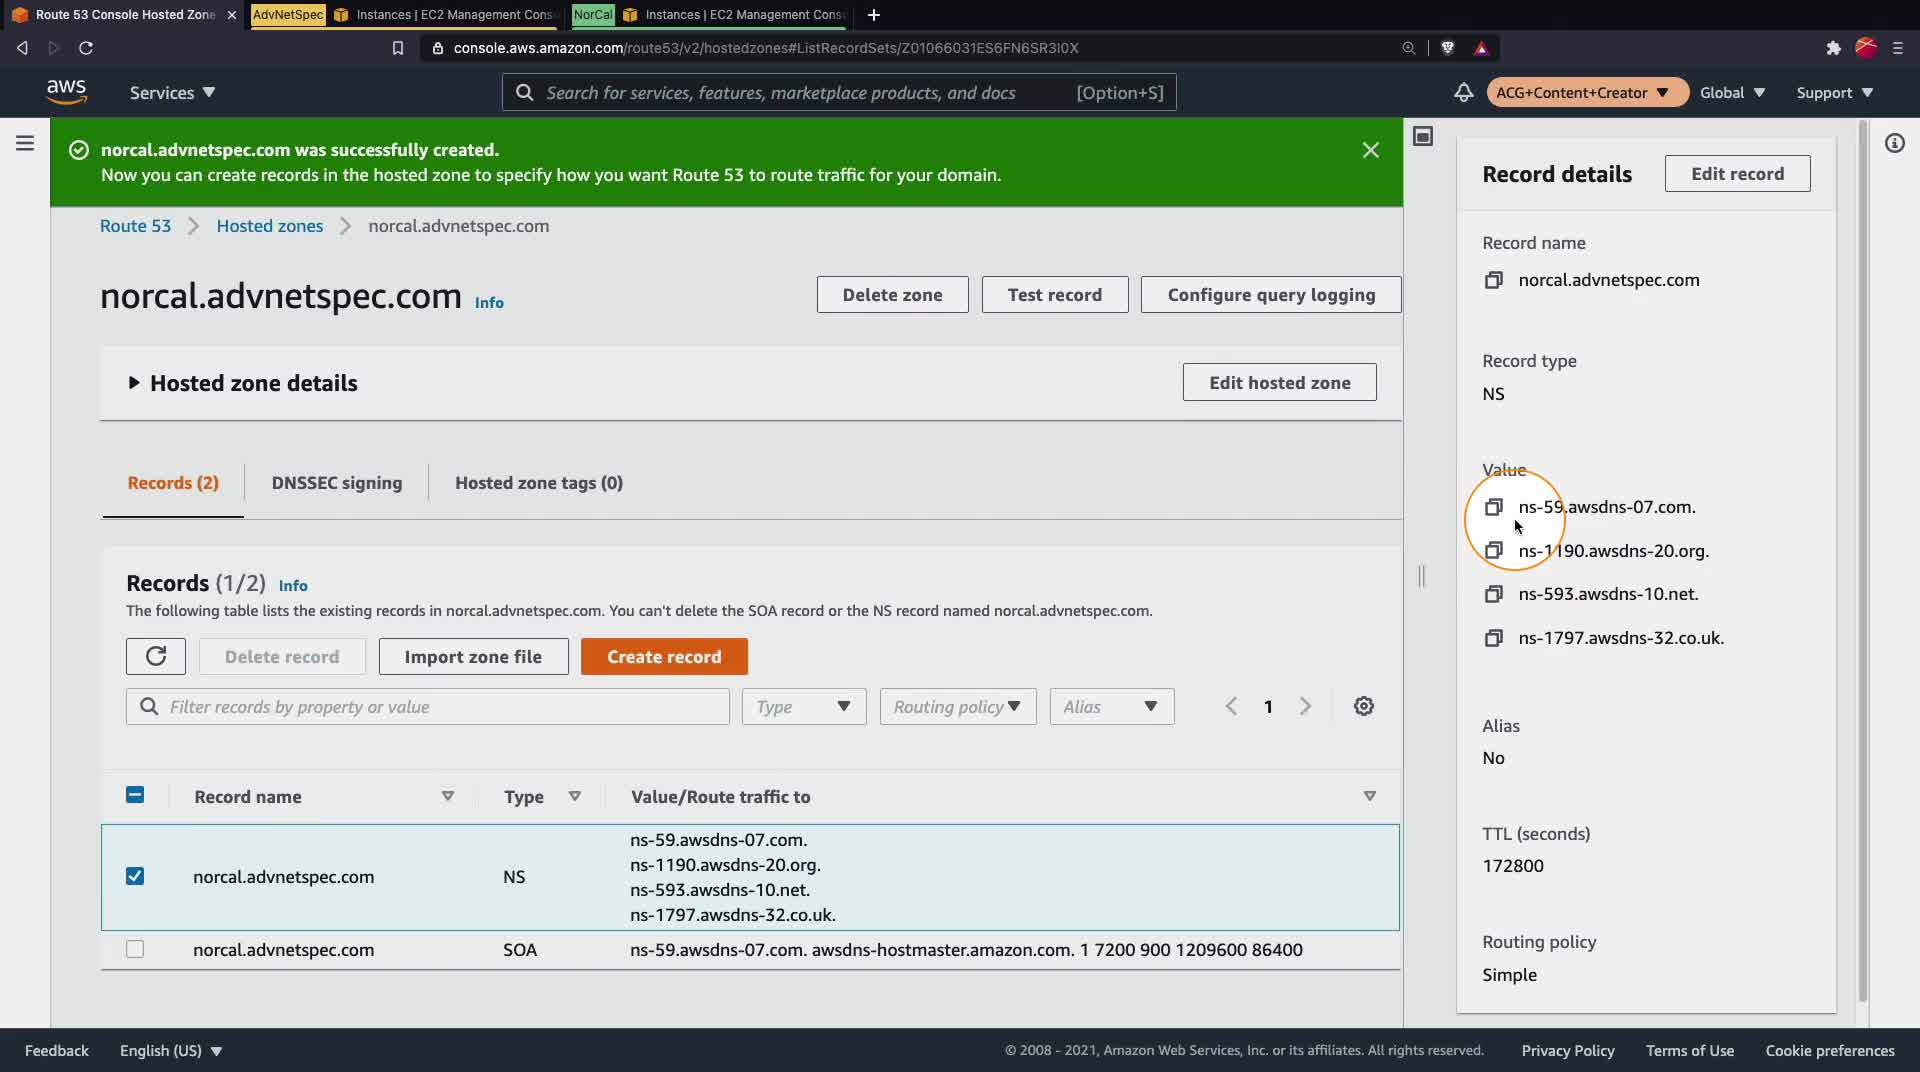 Route 53 Console Hosted Zone
AdvNetSpec
Instances | EC2 Management Cons
NorCal
Instances | EC2 Management Cons
console.aws.amazon.com/route53/v2/hostedzones#ListRecordSets/Z01066031ES6FN6SR3I0X
aws
Services
Search for services, features, marketplace products, and docs [Option+S]
ACG+Content+Creator
Global
Support
norcal.advnetspec.com was successfully created.
Now you can create records in the hosted zone to specify how you want Route 53 to route traffic for your domain.
Route 53 > Hosted zones > norcal.advnetspec.com
norcal.advnetspec.com Info
Delete zone
Test record
Configure query logging
Hosted zone details
Edit hosted zone
Records (2)
DNSSEC signing
Hosted zone tags (0)
Records (1/2) Info
The following table lists the existing records in norcal.advnetspec.com. You can't delete the SOA record or the NS record named norcal.advnetspec.com.
Delete record
Import zone file
Create record
Filter records by property or value
Type
Routing policy
Alias
1
Record name
Type
Value/Route traffic to
norcal.advnetspec.com
NS
ns-59.awsdns-07.com.
ns-1190.awsdns-20.org.
ns-593.awsdns-10.net.
ns-1797.awsdns-32.co.uk.
norcal.advnetspec.com
SOA
ns-59.awsdns-07.com. awsdns-hostmaster.amazon.com. 1 7200 900 1209600 86400
Record details
Edit record
Record name
norcal.advnetspec.com
Record type
NS
Value
ns-59.awsdns-07.com.
ns-1190.awsdns-20.org.
ns-593.awsdns-10.net.
ns-1797.awsdns-32.co.uk.
Alias
No
TTL (seconds)
172800
Routing policy
Simple
Feedback
English (US)
© 2008 - 2021, Amazon Web Services, Inc. or its affiliates. All rights reserved.
Privacy Policy
Terms of Use
Cookie preferences